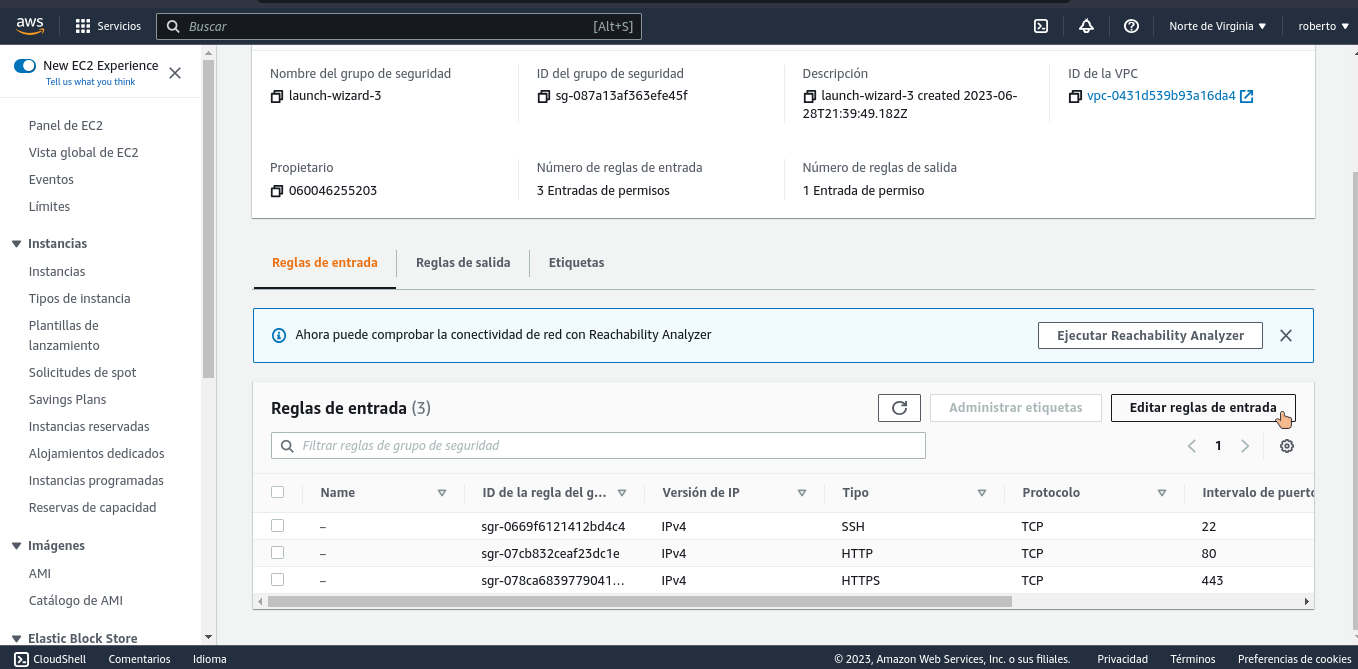 aws
Servicios
Buscar
[Alt+S]
Norte de Virginia
roberto
New EC2 Experience
Tell us what you think
Panel de EC2
Vista global de EC2
Eventos
Límites
Instancias
Instancias
Tipos de instancia
Plantillas de
lanzamiento
Solicitudes de spot
Savings Plans
Instancias reservadas
Alojamientos dedicados
Instancias programadas
Reservas de capacidad
Imágenes
AMI
Catálogo de AMI
Elastic Block Store
Nombre del grupo de seguridad
launch-wizard-3
ID del grupo de seguridad
sg-087a13af363efe45f
Descripción
launch-wizard-3 created 2023-06-
28T21:39:49.182Z
ID de la VPC
vpc-0431d539b93a16da4
Propietario
060046255203
Número de reglas de entrada
3 Entradas de permisos
Número de reglas de salida
1 Entrada de permiso
Reglas de entrada
Reglas de salida
Etiquetas
Ahora puede comprobar la conectividad de red con Reachability Analyzer
Ejecutar Reachability Analyzer
Reglas de entrada (3)
Administrar etiquetas
Editar reglas de entrada
Filtrar reglas de grupo de seguridad
1
Name ID de la regla del g... Versión de IP Tipo Protocolo Intervalo de puerto
– sgr-0669f6121412bd4c4 IPv4 SSH TCP 22
– sgr-07cb832ceaf23dc1e IPv4 HTTP TCP 80
– sgr-078ca6839779041... IPv4 HTTPS TCP 443
CloudShell
Comentarios
Idioma
© 2023, Amazon Web Services, Inc. o sus filiales.
Privacidad
Términos
Preferencias de cookies